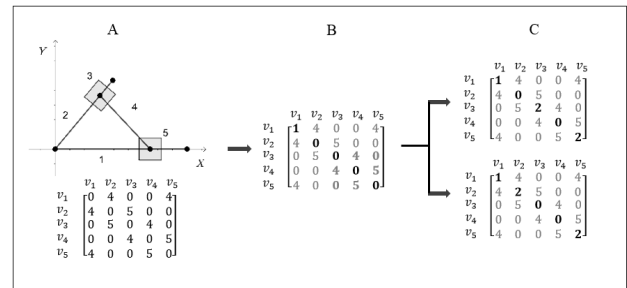 A
B
C
Y
3
2
4
5
1
X
v₁ v₂ v₃ v₄ v₅
v₁ 0 4 0 0 4
v₂ 4 0 5 0 0
v₃ 0 5 0 4 0
v₄ 0 0 4 0 5
v₅ 4 0 0 5 0
v₁ v₂ v₃ v₄ v₅
v₁ 1 4 0 0 4
v₂ 4 0 5 0 0
v₃ 0 5 0 4 0
v₄ 0 0 4 0 5
v₅ 4 0 0 5 0
v₁ v₂ v₃ v₄ v₅
v₁ 1 4 0 0 4
v₂ 4 0 5 0 0
v₃ 0 5 2 4 0
v₄ 0 0 4 0 5
v₅ 4 0 0 5 2
v₁ v₂ v₃ v₄ v₅
v₁ 1 4 0 0 4
v₂ 4 2 5 0 0
v₃ 0 5 0 4 0
v₄ 0 0 4 0 5
v₅ 4 0 0 5 2